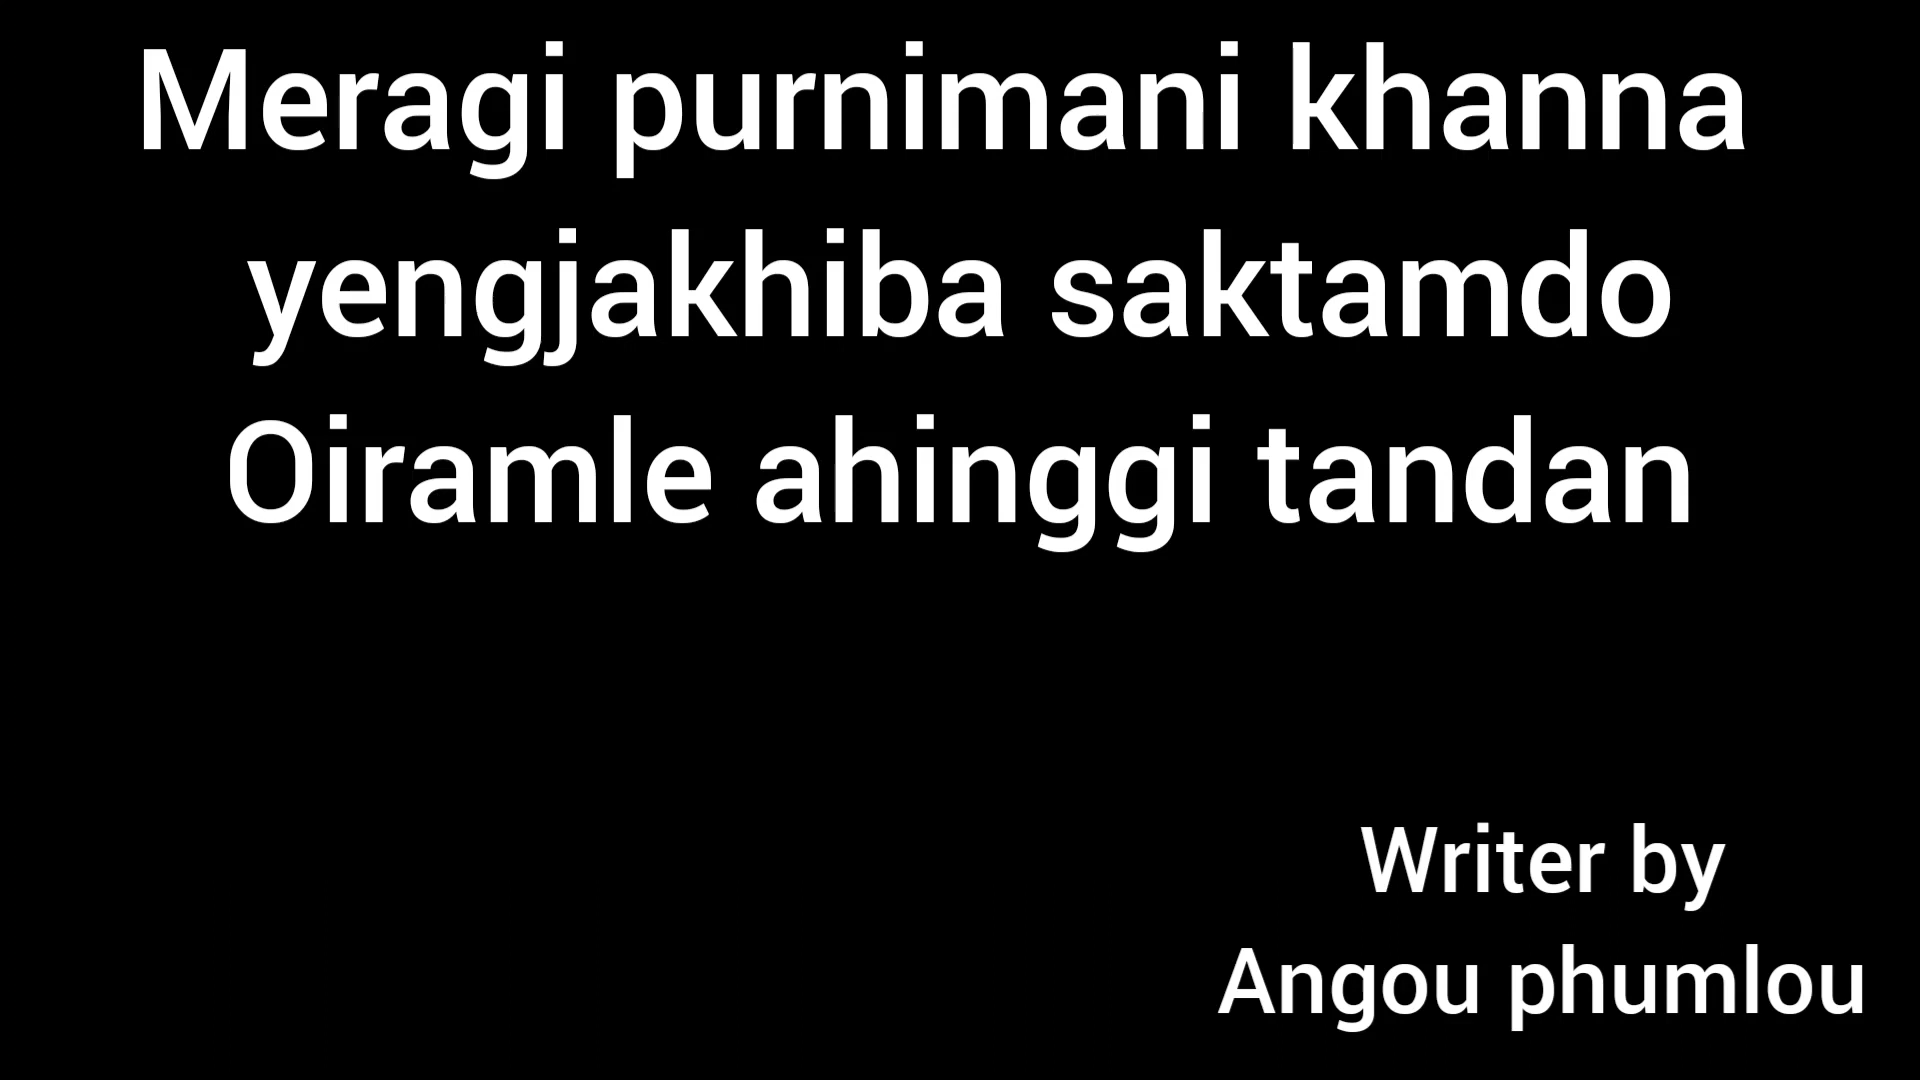 Meragi purnimani khanna
yengjakhiba saktamdo
Oiramle ahinggi tandan
Writer by
Angou phumlou